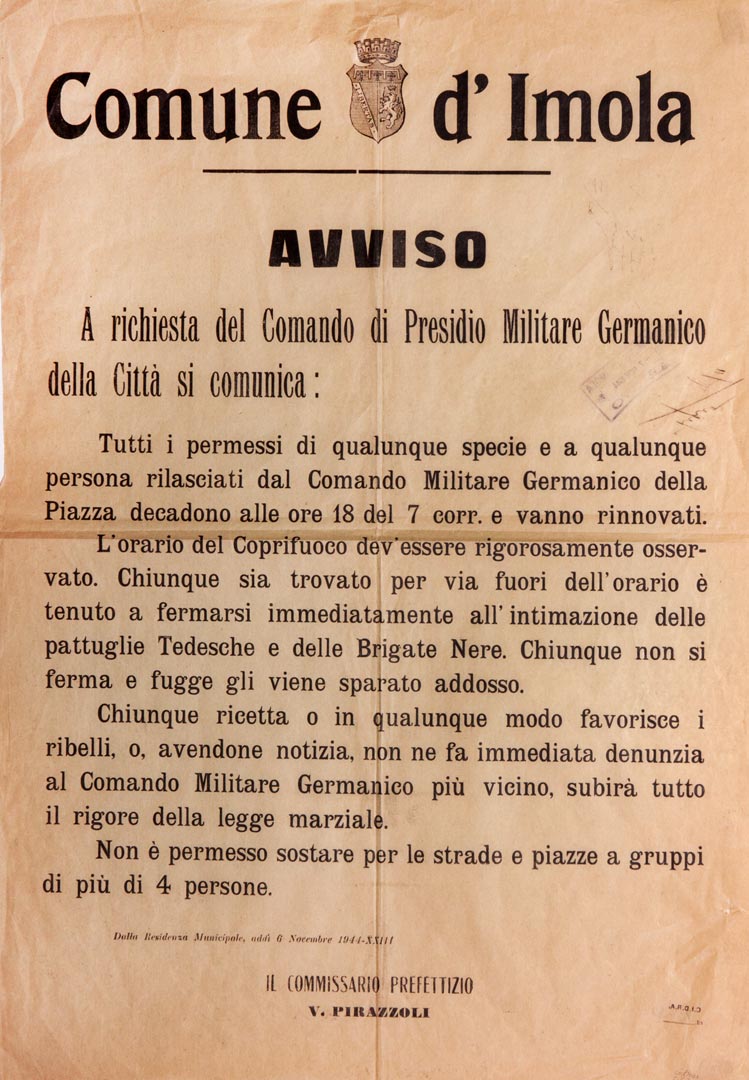 Comune d' Imola
AVVISO
A richiesta del Comando di Presidio Militare Germanico
della Città si comunica :
Tutti i permessi di qualunque specie e a qualunque
persona rilasciati dal Comando Militare Germanico della
Piazza decadono alle ore 18 del 7 corr. e vanno rinnovati.
L'orario del Coprifuoco dev'essere rigorosamente osser-
vato. Chiunque sia trovato per via fuori dell'orario è
tenuto a fermarsi immediatamente all'intimazione delle
pattuglie Tedesche e delle Brigate Nere. Chiunque non si
ferma e fugge gli viene sparato addosso.
Chiunque ricetta o in qualunque modo favorisce i
ribelli, o, avendone notizia, non ne fa immediata denunzia
al Comando Militare Germanico più vicino, subirà tutto
il rigore della legge marziale.
Non è permesso sostare per le strade e piazze a gruppi
di più di 4 persone.
Dalla Residenza Municipale, addì 6 Novembre 1944-XXIII
IL COMMISSARIO PREFETTIZIO
V. PIRAZZOLI
C.I.D.R.A.